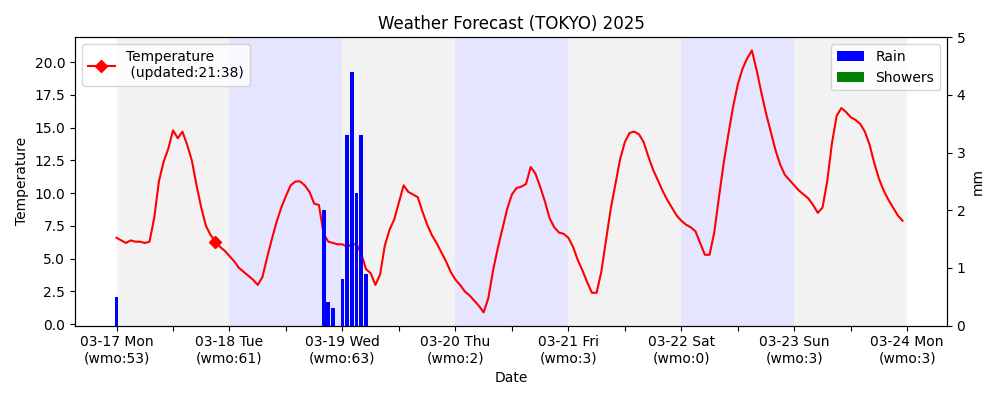 Weather Forecast (TOKYO) 2025
Temperature
(updated:21:38)
Rain
Showers
20.0
17.5
15.0
12.5
10.0
7.5
5.0
2.5
0.0
Temperature
5
4
3
2
1
0
mm
03-17 Mon
(wmo:53)
03-18 Tue
(wmo:61)
03-19 Wed
(wmo:63)
03-20 Thu
(wmo:2)
03-21 Fri
(wmo:3)
03-22 Sat
(wmo:0)
03-23 Sun
(wmo:3)
03-24 Mon
(wmo:3)
Date